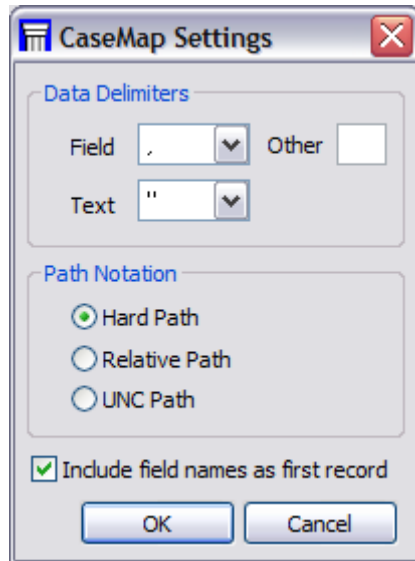 CaseMap Settings
Data Delimiters
Field , Other
Text "
Path Notation
Hard Path
Relative Path
UNC Path
Include field names as first record
OK Cancel